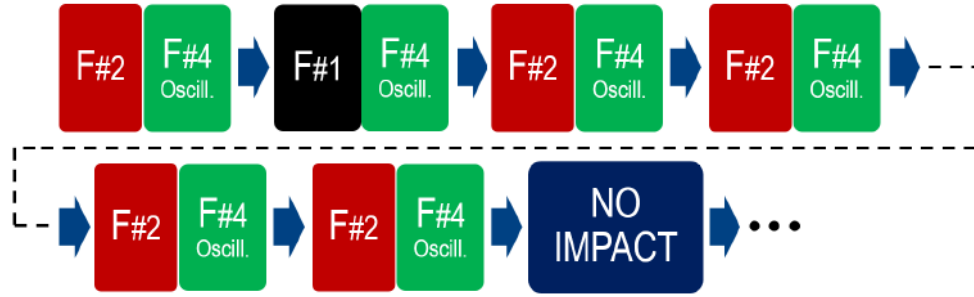 F#2 F#4 F#1 F#4 F#2 F#4 F#2 F#4
Oscill. Oscill. Oscill. Oscill.
F#2 F#4 F#2 F#4 NO
Oscill. Oscill. IMPACT